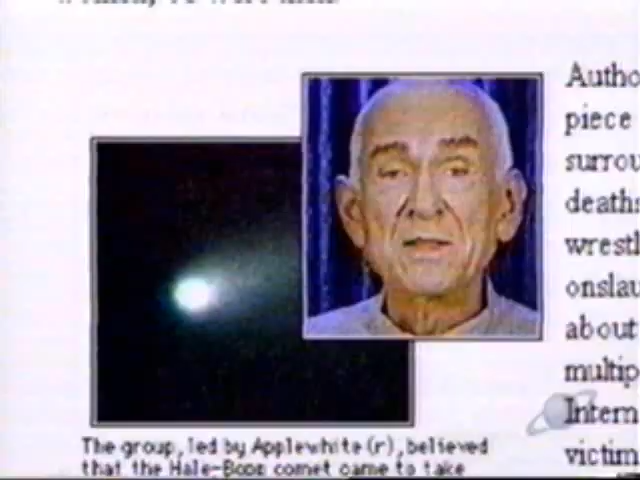 Autho
piece
surrou
deaths
wrestl
onslau
about
multip
Intern
victim
The group, led by Applewhite (r), believed
that the Hale-Bopp comet came to take